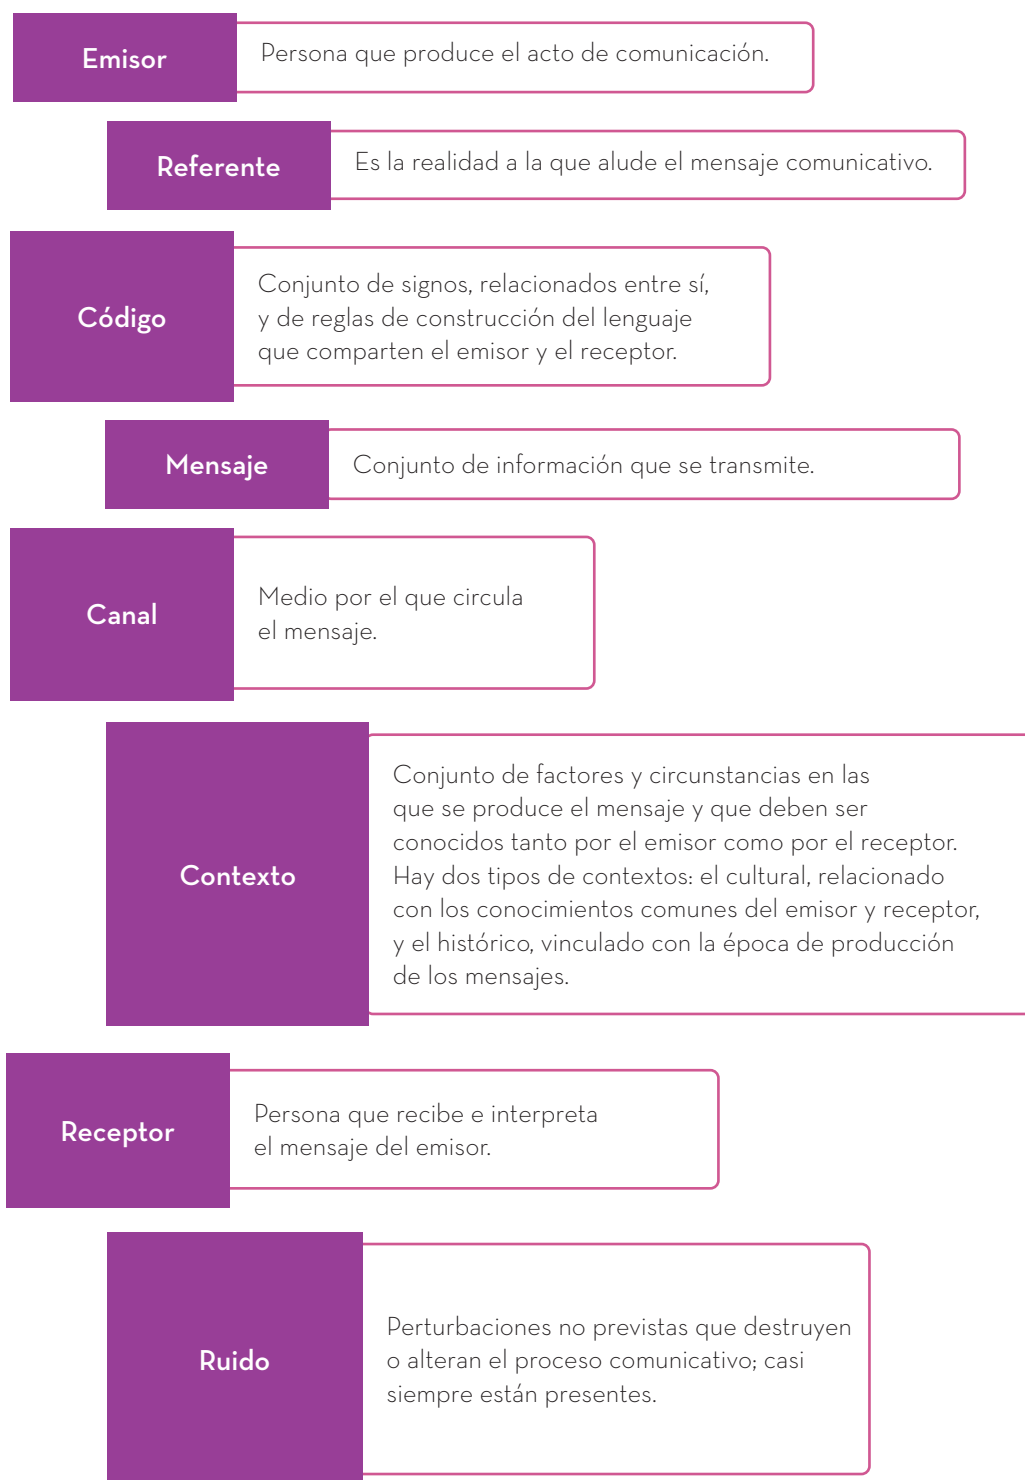 Emisor
Persona que produce el acto de comunicación.
Referente
Es la realidad a la que alude el mensaje comunicativo.
Código
Conjunto de signos, relacionados entre sí,
y de reglas de construcción del lenguaje
que comparten el emisor y el receptor.
Mensaje
Conjunto de información que se transmite.
Canal
Medio por el que circula
el mensaje.
Contexto
Conjunto de factores y circunstancias en las
que se produce el mensaje y que deben ser
conocidos tanto por el emisor como por el receptor.
Hay dos tipos de contextos: el cultural, relacionado
con los conocimientos comunes del emisor y receptor,
y el histórico, vinculado con la época de producción
de los mensajes.
Receptor
Persona que recibe e interpreta
el mensaje del emisor.
Ruido
Perturbaciones no previstas que destruyen
o alteran el proceso comunicativo; casi
siempre están presentes.